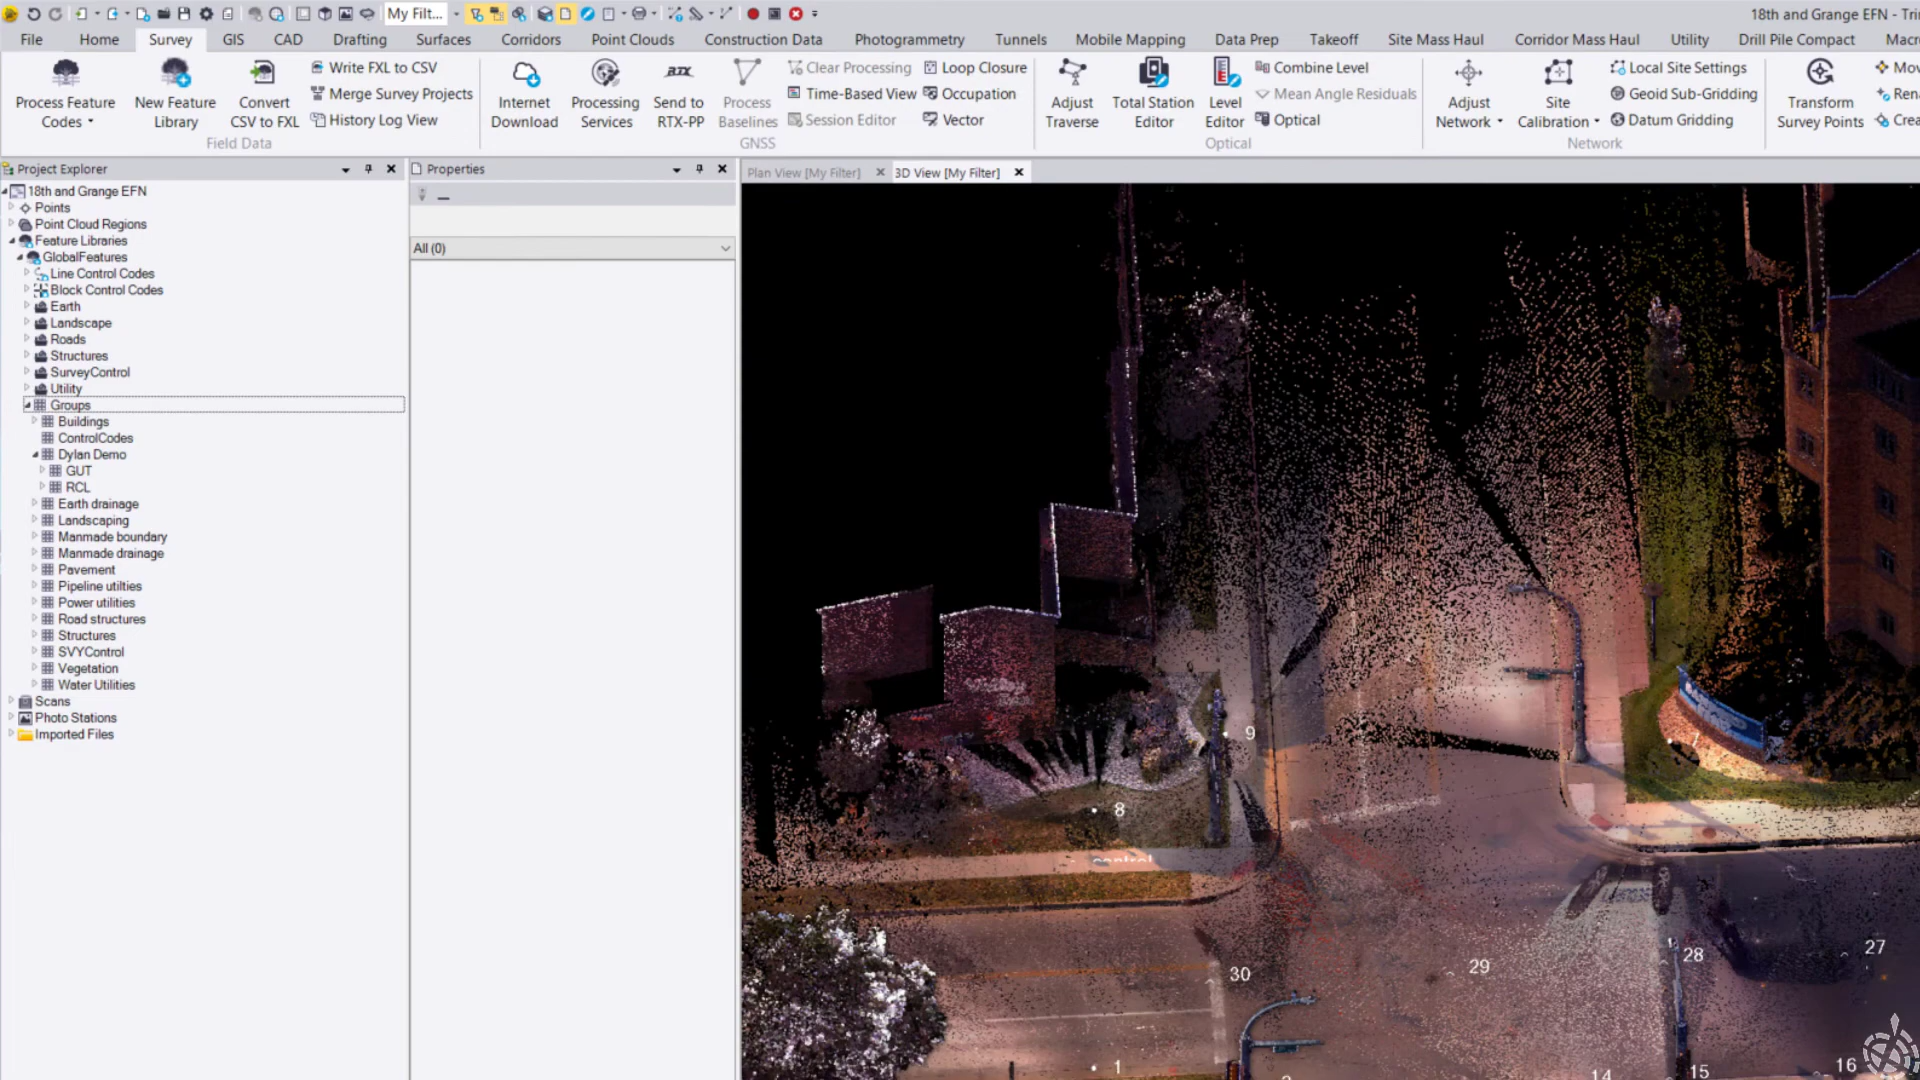 My Filt...
18th and Grange EFN - Tri
File Home Survey GIS CAD Drafting Surfaces Corridors Point Clouds Construction Data Photogrammetry Tunnels Mobile Mapping Data Prep Takeoff Site Mass Haul Corridor Mass Haul Utility Drill Pile Compact Macr
Process Feature Codes
New Feature Library
Convert CSV to FXL
Write FXL to CSV
Merge Survey Projects
History Log View
Field Data
Internet Download
Processing Services
RTX
Send to RTX-PP
Process Baselines
Clear Processing
Time-Based View
Session Editor
Loop Closure
Occupation
Vector
GNSS
Adjust Traverse
Total Station Editor
Level Editor
Combine Level
Mean Angle Residuals
Optical
Optical
Adjust Network
Site Calibration
Local Site Settings
Geoid Sub-Gridding
Datum Gridding
Network
Transform Survey Points
Mov
Rena
Crea
Project Explorer
18th and Grange EFN
Points
Point Cloud Regions
Feature Libraries
GlobalFeatures
Line Control Codes
Block Control Codes
Earth
Landscape
Roads
Structures
SurveyControl
Utility
Groups
Buildings
ControlCodes
Dylan Demo
GUT
RCL
Earth drainage
Landscaping
Manmade boundary
Manmade drainage
Pavement
Pipeline utilties
Power utilities
Road structures
Structures
SVYControl
Vegetation
Water Utilities
Scans
Photo Stations
Imported Files
Properties
All (0)
Plan View [My Filter]
3D View [My Filter]
9
7
8
control
27
28
29
30
1
16
15
14